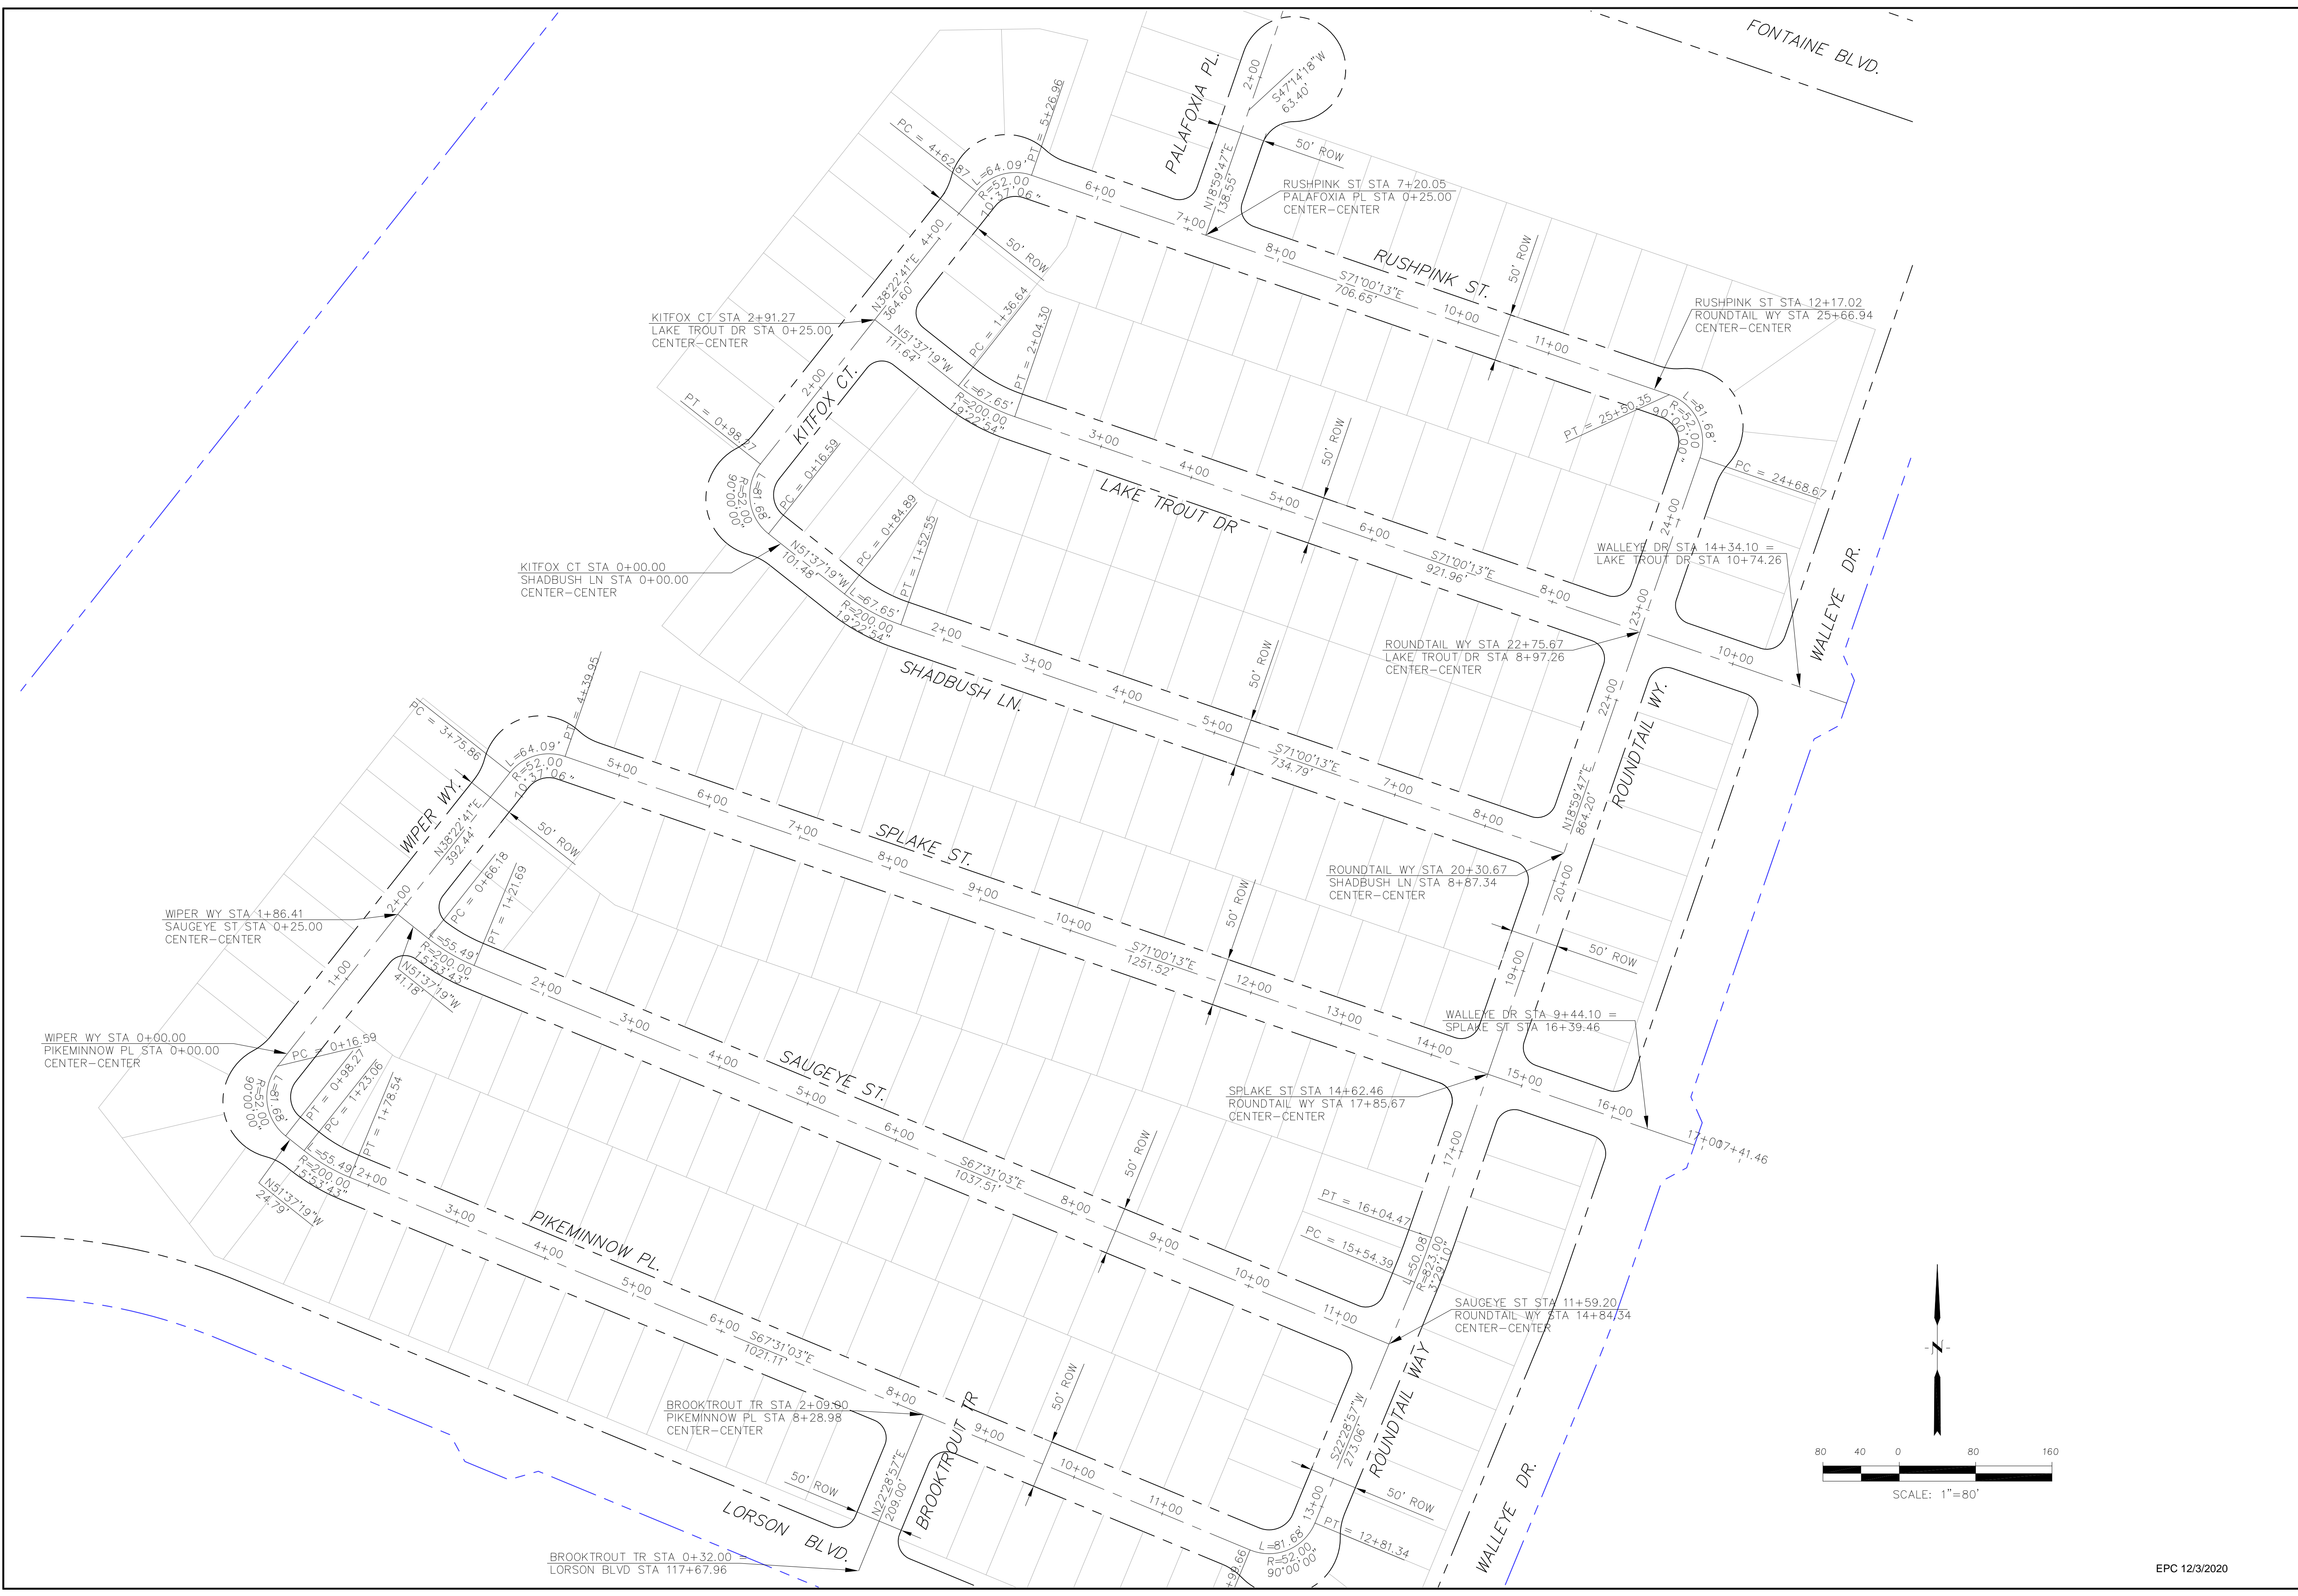 FONTAINE BLVD.
PALAFOXIA PL.
2+00
S47°14'18"W
63.40'
PT = 5+26.96
PC = 4+62.87
L=64.09'
R=52.00
70°37'06"
50' ROW
N18°59'47"E
138.55'
RUSHPINK ST STA 7+20.05
PALAFOXIA PL STA 0+25.00
CENTER-CENTER
6+00
7+00
8+00
RUSHPINK ST.
S71°00'13"E
706.65'
50' ROW
10+00
11+00
RUSHPINK ST STA 12+17.02
ROUNDTAIL WY STA 25+66.94
CENTER-CENTER
4+00
50' ROW
N38°22'41"E
364.60'
KITFOX CT STA 2+91.27
LAKE TROUT DR STA 0+25.00
CENTER-CENTER
N51°37'19"W
111.64'
PC = 1+36.64
PT = 2+04.30
2+00
KITFOX CT.
L=67.65'
R=200.00
19°22'54"
PT = 0+98.27
L=81.68'
R=52.00
90°00'00"
PC = 0+16.59
3+00
4+00
5+00
6+00
50' ROW
LAKE TROUT DR
S71°00'13"E
921.96'
8+00
10+00
PT = 25+50.35
L=81.68'
R=52.00
90°00'00"
PC = 24+68.67
24+00
23+00
WALLEYE DR STA 14+34.10 =
LAKE TROUT DR STA 10+74.26
WALLEYE DR.
KITFOX CT STA 0+00.00
SHADBUSH LN STA 0+00.00
CENTER-CENTER
N51°37'19"W
101.48'
PC = 0+84.89
PT = 1+52.55
L=67.65'
R=200.00
19°22'54"
2+00
3+00
4+00
5+00
50' ROW
SHADBUSH LN.
S71°00'13"E
734.79'
7+00
8+00
ROUNDTAIL WY STA 22+75.67
LAKE TROUT DR STA 8+97.26
CENTER-CENTER
22+00
ROUNDTAIL WY.
N18°59'47"E
864.20'
ROUNDTAIL WY STA 20+30.67
SHADBUSH LN STA 8+87.34
CENTER-CENTER
20+00
19+00
50' ROW
PC = 3+75.86
PT = 4+39.95
L=64.09'
R=52.00
70°37'06"
WIPER WY.
N38°22'41"E
392.44'
50' ROW
5+00
6+00
7+00
8+00
9+00
10+00
SPLAKE ST.
50' ROW
S71°00'13"E
1251.52'
12+00
13+00
14+00
15+00
16+00
17+00
17+41.46
WALLEYE DR STA 9+44.10 =
SPLAKE ST STA 16+39.46
SPLAKE ST STA 14+62.46
ROUNDTAIL WY STA 17+85.67
CENTER-CENTER
WIPER WY STA 1+86.41
SAUGEYE ST STA 0+25.00
CENTER-CENTER
2+00
1+00
PC = 0+66.18
PT = 1+21.69
L=55.49'
R=200.00
15°53'43"
N51°37'19"W
41.18'
2+00
3+00
4+00
5+00
6+00
SAUGEYE ST.
S67°31'03"E
1037.51'
50' ROW
8+00
9+00
10+00
11+00
17+00
PT = 16+04.47
PC = 15+54.39
L=50.08'
R=823.00
3°29'10"
SAUGEYE ST STA 11+59.20
ROUNDTAIL WY STA 14+84.34
CENTER-CENTER
WIPER WY STA 0+00.00
PIKEMINNOW PL STA 0+00.00
CENTER-CENTER
PC = 0+16.59
L=81.68'
R=52.00
90°00'00"
PT = 0+98.27
PC = 1+23.06
PT = 1+78.54
L=55.49'
R=200.00
15°53'43"
N51°37'19"W
24.79'
2+00
3+00
4+00
5+00
6+00
PIKEMINNOW PL.
S67°31'03"E
1021.11'
8+00
9+00
10+00
11+00
50' ROW
BROOKTROUT TR STA 2+09.00
PIKEMINNOW PL STA 8+28.98
CENTER-CENTER
BROOKTROUT TR
N22°28'57"E
209.00'
50' ROW
LORSON BLVD.
BROOKTROUT TR STA 0+32.00 =
LORSON BLVD STA 117+67.96
S22°28'57"W
273.06'
ROUNDTAIL WAY
50' ROW
13+00
PT = 12+81.34
L=81.68'
R=52.00
90°00'00"
WALLEYE DR.
N
80 40 0 80 160
SCALE: 1"=80'
EPC 12/3/2020